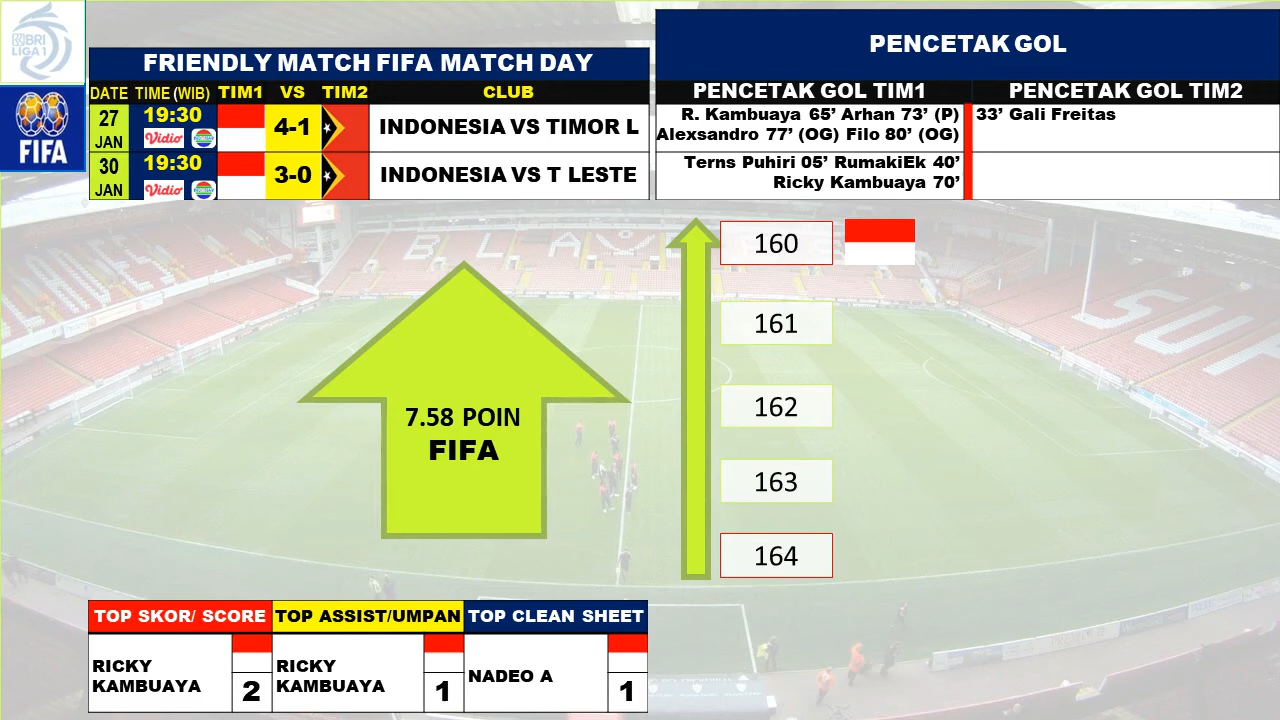 BRI
LIGA 1
FIFA
FRIENDLY MATCH FIFA MATCH DAY
DATE TIME (WIB) TIM1 VS TIM2 CLUB
27 JAN 19:30 Vidio 4-1 INDONESIA VS TIMOR L
30 JAN 19:30 Vidio 3-0 INDONESIA VS T LESTE
PENCETAK GOL
PENCETAK GOL TIM1 PENCETAK GOL TIM2
R. Kambuaya 65’ Arhan 73’ (P) 33’ Gali Freitas
Alexsandro 77’ (OG) Filo 80’ (OG)
Terns Puhiri 05’ RumakiEk 40’
Ricky Kambuaya 70’
160
161
162
163
164
7.58 POIN
FIFA
TOP SKOR/ SCORE TOP ASSIST/UMPAN TOP CLEAN SHEET
RICKY KAMBUAYA 2 RICKY KAMBUAYA 1 NADEO A 1